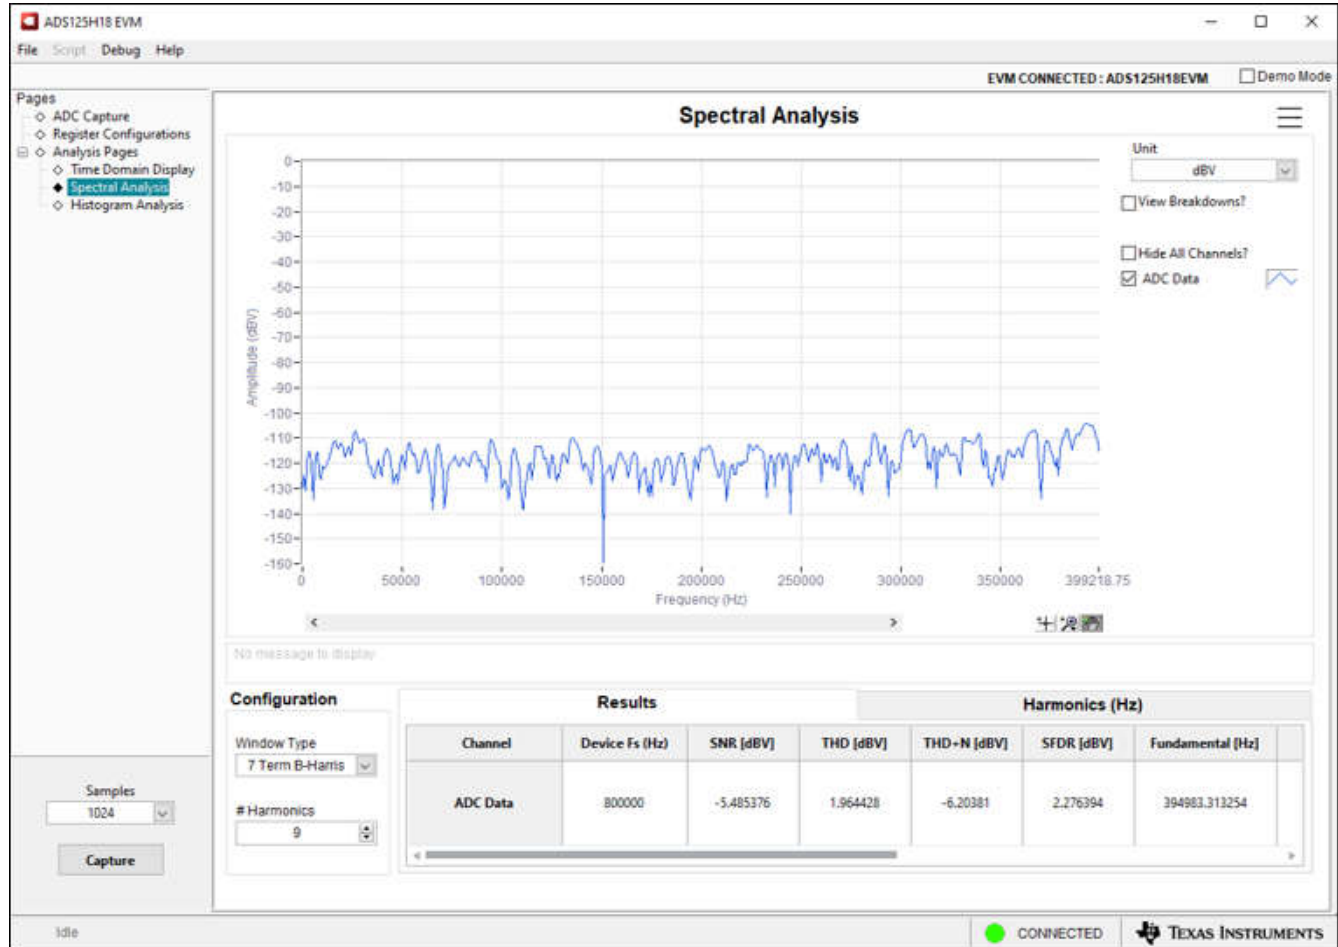 ADS125H18 EVM
File Script Debug Help
EVM CONNECTED : ADS125H18EVM Demo Mode
Pages
ADC Capture
Register Configurations
Analysis Pages
Time Domain Display
Spectral Analysis
Histogram Analysis
Spectral Analysis
Unit
dBV
View Breakdowns?
Hide All Channels?
ADC Data
Amplitude (dBV)
0
-10
-20
-30
-40
-50
-60
-70
-80
-90
-100
-110
-120
-130
-140
-150
-160
0 50000 100000 150000 200000 250000 300000 350000 399218.75
Frequency (Hz)
No message to display
Configuration
Window Type
7 Term B-Harris
# Harmonics
9
Results Harmonics (Hz)
Channel Device Fs (Hz) SNR [dBV] THD [dBV] THD+N [dBV] SFDR [dBV] Fundamental [Hz]
ADC Data 800000 -5.485376 1.964428 -6.20381 2.276394 394983.313254
Samples
1024
Capture
Idle CONNECTED TEXAS INSTRUMENTS